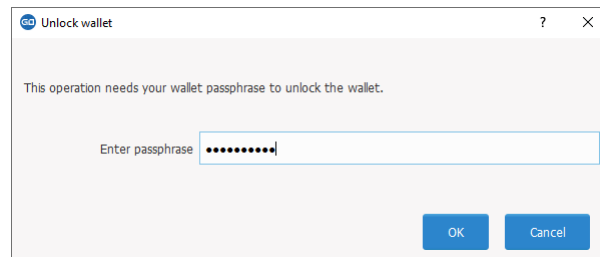 GO Unlock wallet ?
This operation needs your wallet passphrase to unlock the wallet.
Enter passphrase ●●●●●●●●●●
OK Cancel